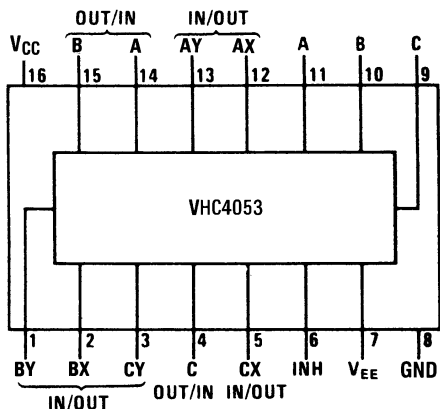 OUT/IN IN/OUT
VCC B A AY AX A B C
16 15 14 13 12 11 10 9
VHC4053
1 2 3 4 5 6 7 8
BY BX CY C CX INH VEE GND
OUT/IN IN/OUT
IN/OUT